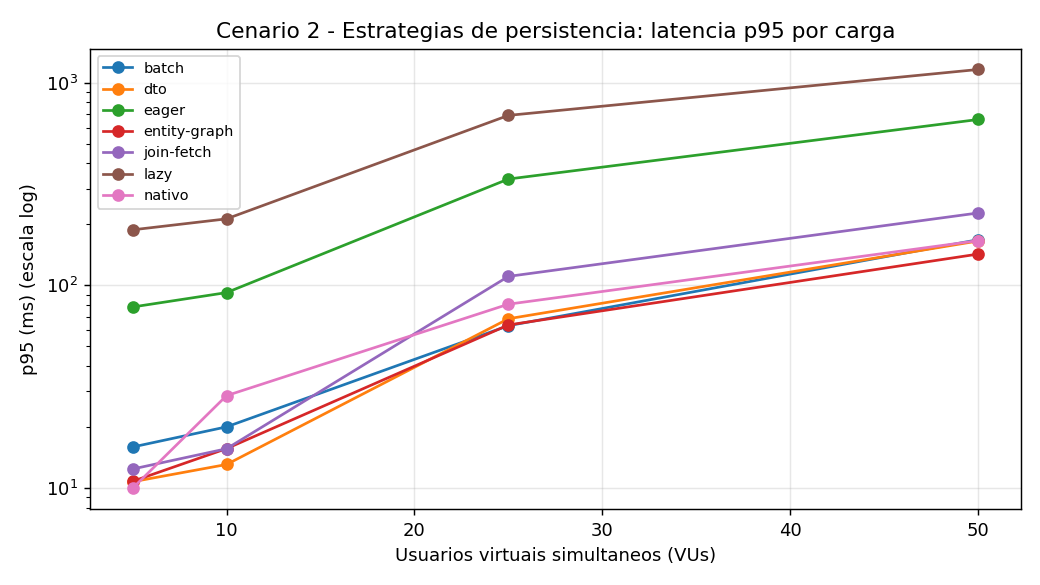 Cenario 2 - Estrategias de persistencia: latencia p95 por carga
batch
dto
eager
entity-graph
join-fetch
lazy
nativo
10³
10²
10¹
p95 (ms) (escala log)
10 20 30 40 50
Usuarios virtuais simultaneos (VUs)